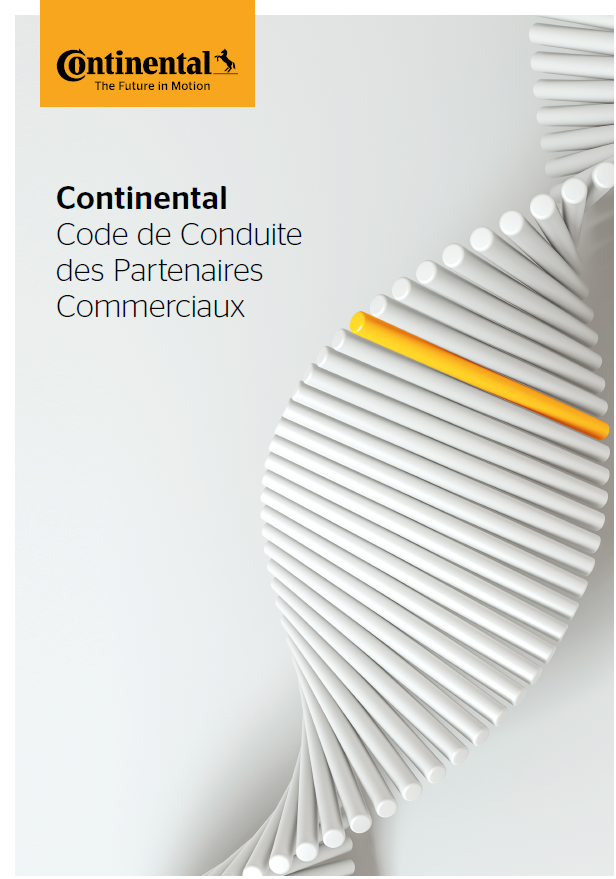 Continental
The Future in Motion
Continental
Code de Conduite
des Partenaires
Commerciaux